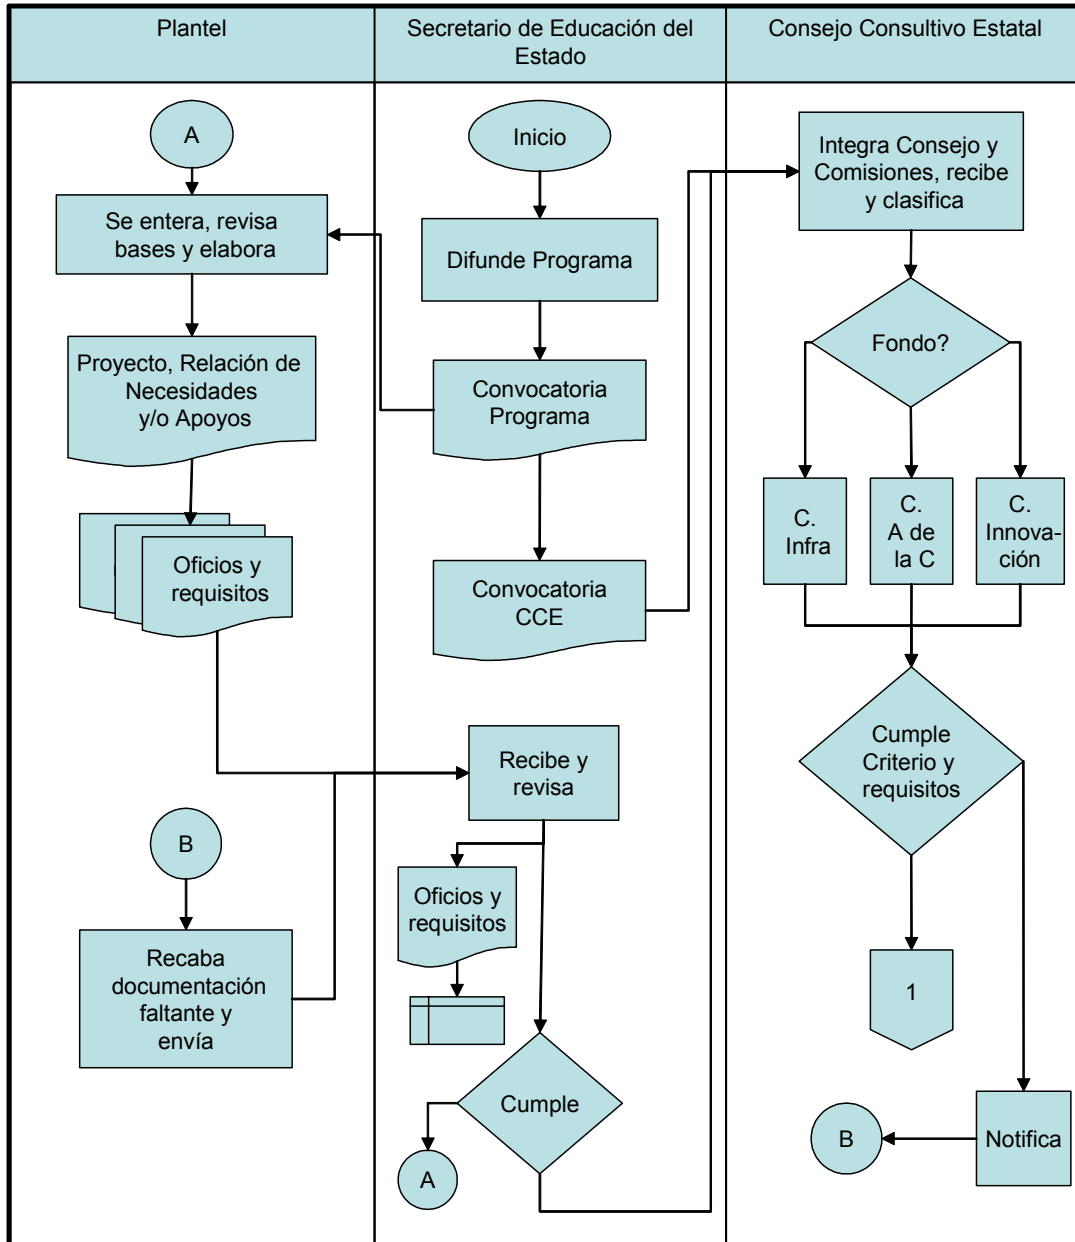 Plantel
Secretario de Educación del
Estado
Consejo Consultivo Estatal
A
Se entera, revisa
bases y elabora
Proyecto, Relación de
Necesidades
y/o Apoyos
Oficios y
requisitos
B
Recaba
documentación
faltante y
envía
Inicio
Difunde Programa
Convocatoria
Programa
Convocatoria
CCE
Recibe y
revisa
Oficios y
requisitos
Cumple
A
Integra Consejo y
Comisiones, recibe
y clasifica
Fondo?
C.
Infra
C.
A de
la C
C.
Innova-
ción
Cumple
Criterio y
requisitos
1
Notifica
B